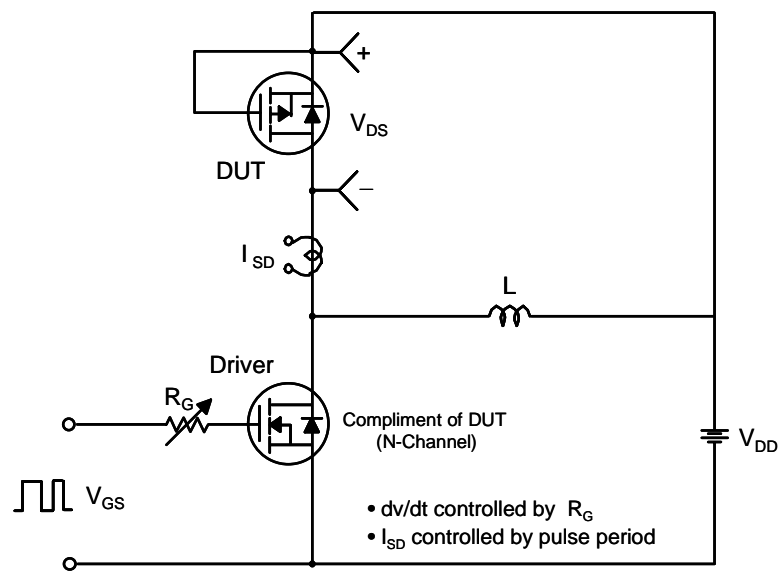 +
V_DS
DUT
−
I_SD
L
Driver
R_G
Compliment of DUT
(N-Channel)
V_DD
V_GS
• dv/dt controlled by R_G
• I_SD controlled by pulse period